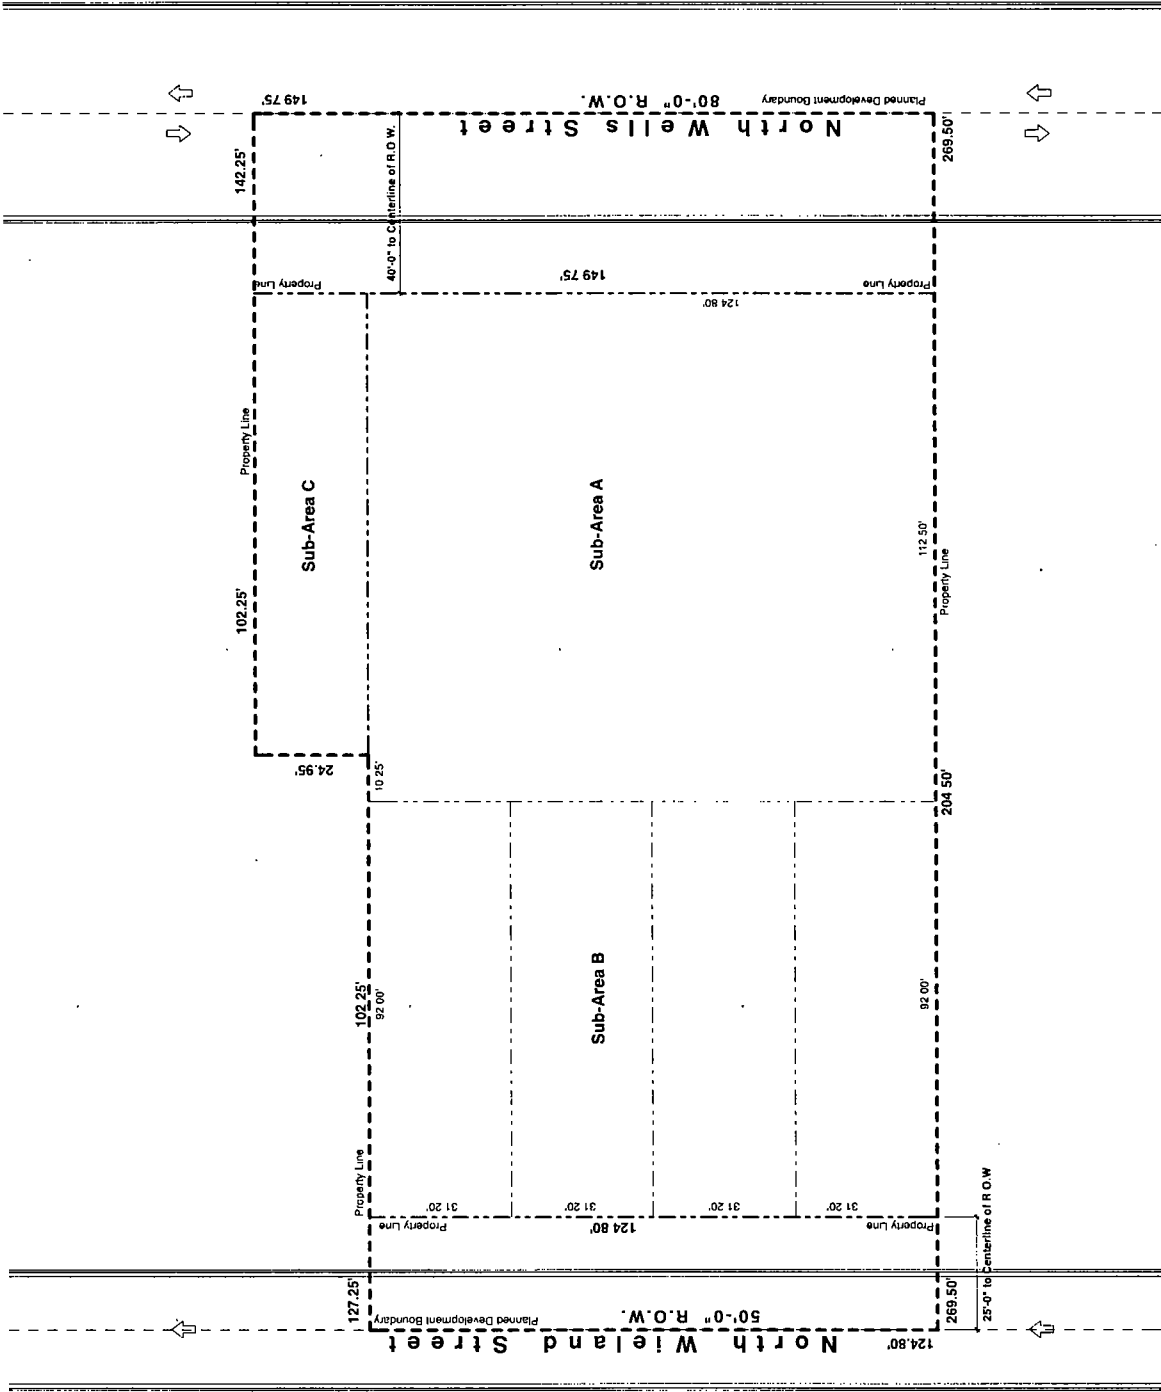 149 75'
80'-0" R.O.W.
Planned Development Boundary
North Wells Street
142.25'
269.50'
40'-0" to Centerline of R.O W.
149 75'
Property Line
Property Line
124 80'
Property Line
Sub-Area C
Sub-Area A
112.50'
Property Line
102.25'
24.95'
10 25'
204 50'
102 25'
92 00'
Sub-Area B
92 00'
Property Line
31 20'
31 20'
31 20'
31 20'
Property Line
124 80'
Property Line
25'-0" to Centerline of R O.W
127.25'
269.50'
Planned Development Boundary
50'-0" R.O.W.
North Wieland Street
124.80'